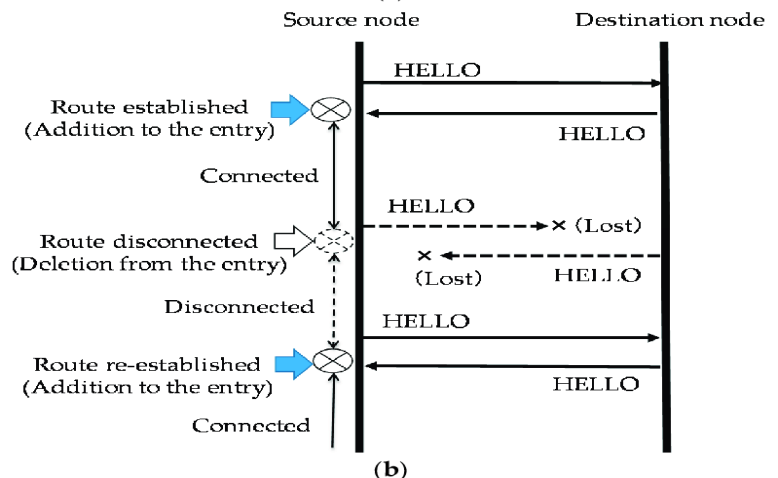 Source node
Destination node
HELLO
Route established
(Addition to the entry)
HELLO
Connected
HELLO
× (Lost)
Route disconnected
(Deletion from the entry)
×
(Lost)
HELLO
Disconnected
HELLO
Route re-established
(Addition to the entry)
HELLO
Connected
(b)